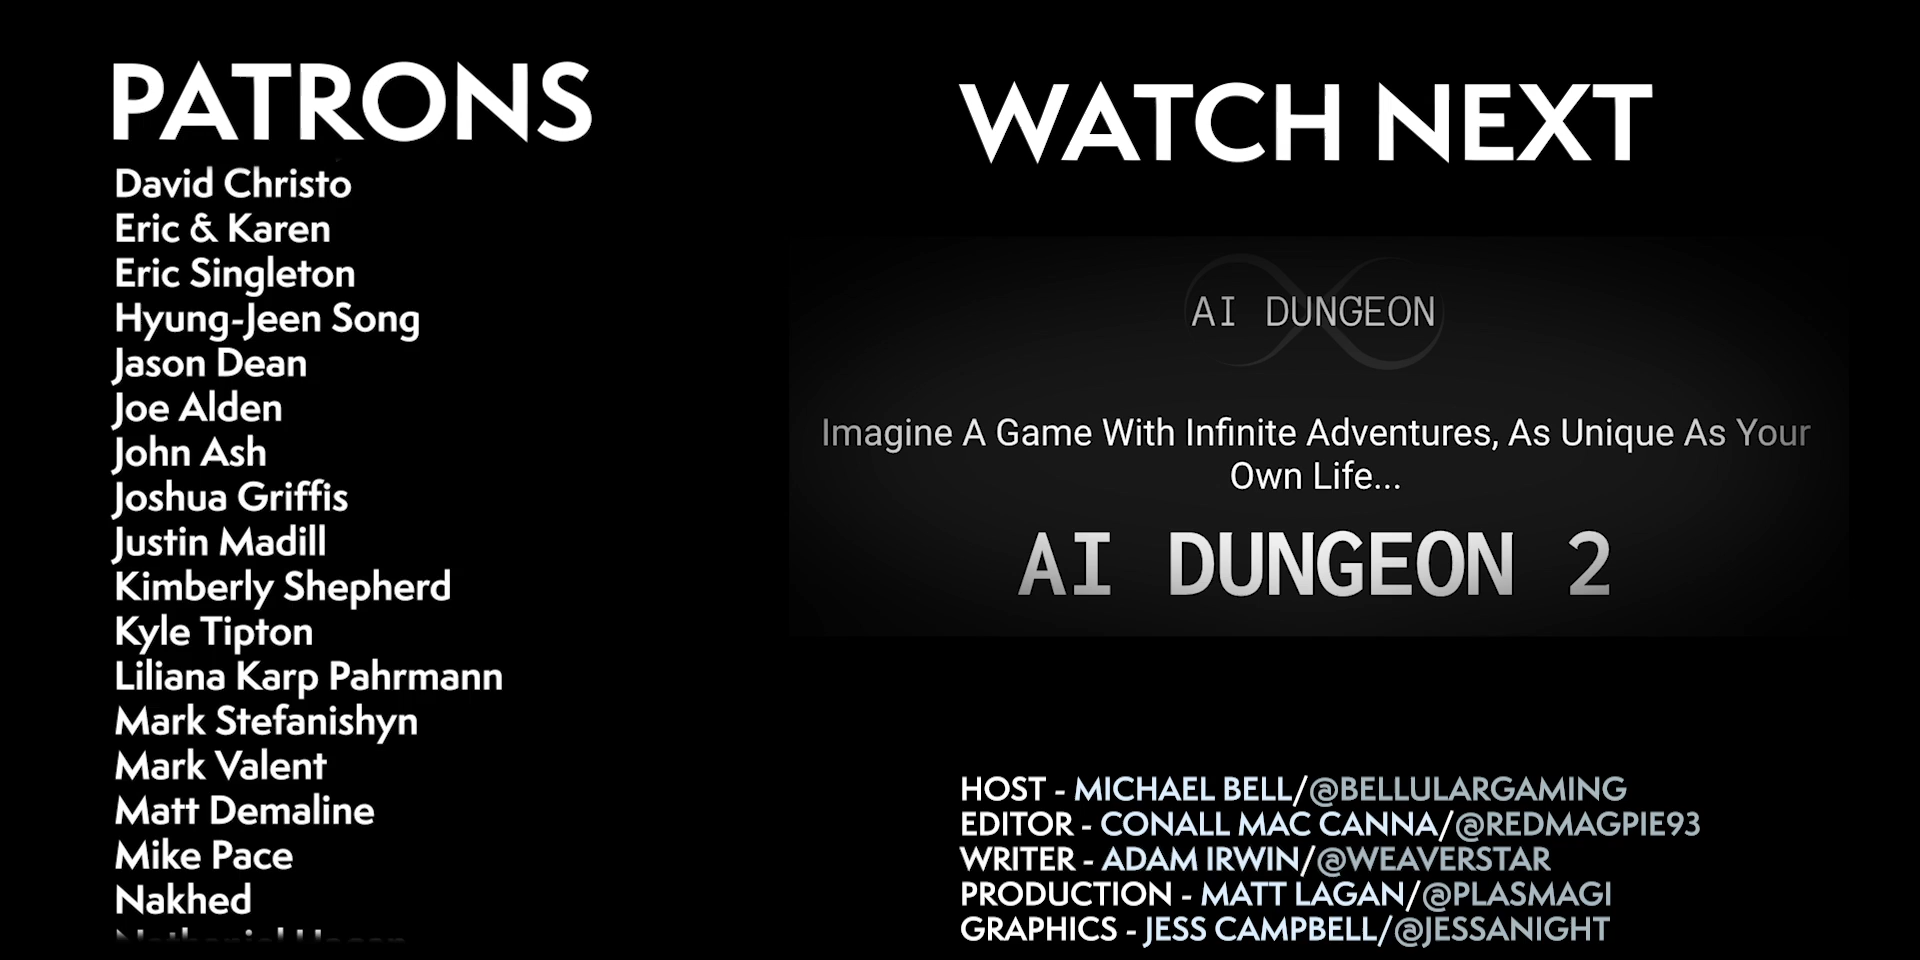 PATRONS
David Christo
Eric & Karen
Eric Singleton
Hyung-Jeen Song
Jason Dean
Joe Alden
John Ash
Joshua Griffis
Justin Madill
Kimberly Shepherd
Kyle Tipton
Liliana Karp Pahrmann
Mark Stefanishyn
Mark Valent
Matt Demaline
Mike Pace
Nakhed
WATCH NEXT
AI DUNGEON
Imagine A Game With Infinite Adventures, As Unique As Your
Own Life...
AI DUNGEON 2
HOST - MICHAEL BELL/@BELLULARGAMING
EDITOR - CONALL MAC CANNA/@REDMAGPIE93
WRITER - ADAM IRWIN/@WEAVERSTAR
PRODUCTION - MATT LAGAN/@PLASMAGI
GRAPHICS - JESS CAMPBELL/@JESSANIGHT